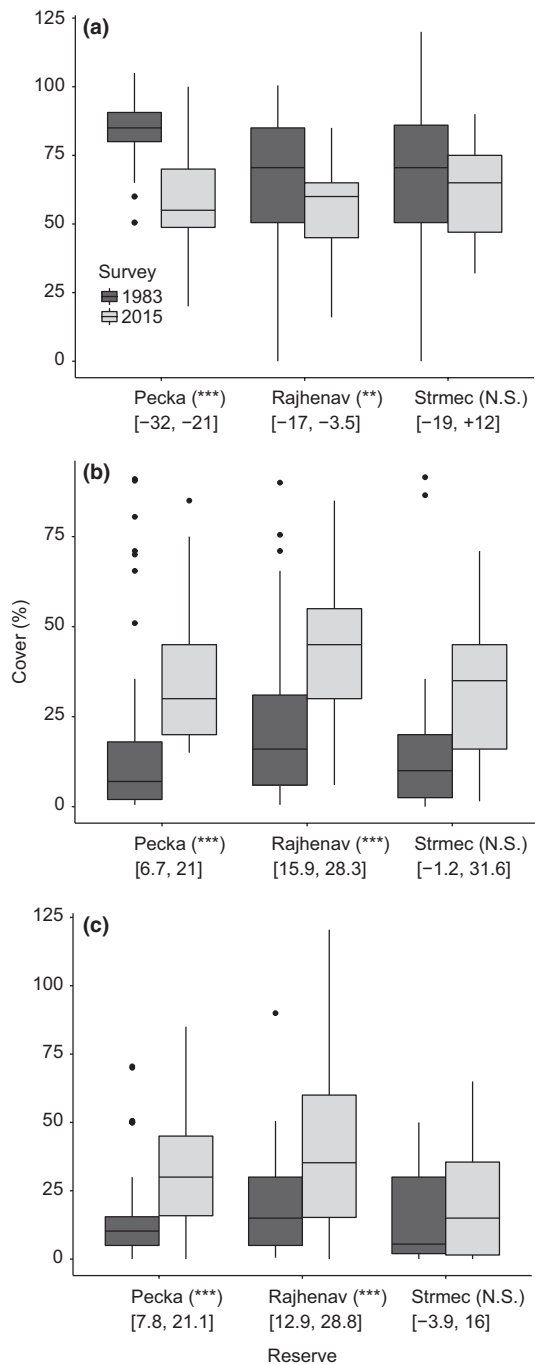 (a)
125
100
75
50
25
0
Survey
1983
2015
Pecka (***) Rajhenav (**) Strmec (N.S.)
[−32, −21] [−17, −3.5] [−19, +12]
(b)
75
50
25
0
Cover (%)
Pecka (***) Rajhenav (***) Strmec (N.S.)
[6.7, 21] [15.9, 28.3] [−1.2, 31.6]
(c)
125
100
75
50
25
0
Pecka (***) Rajhenav (***) Strmec (N.S.)
[7.8, 21.1] [12.9, 28.8] [−3.9, 16]
Reserve